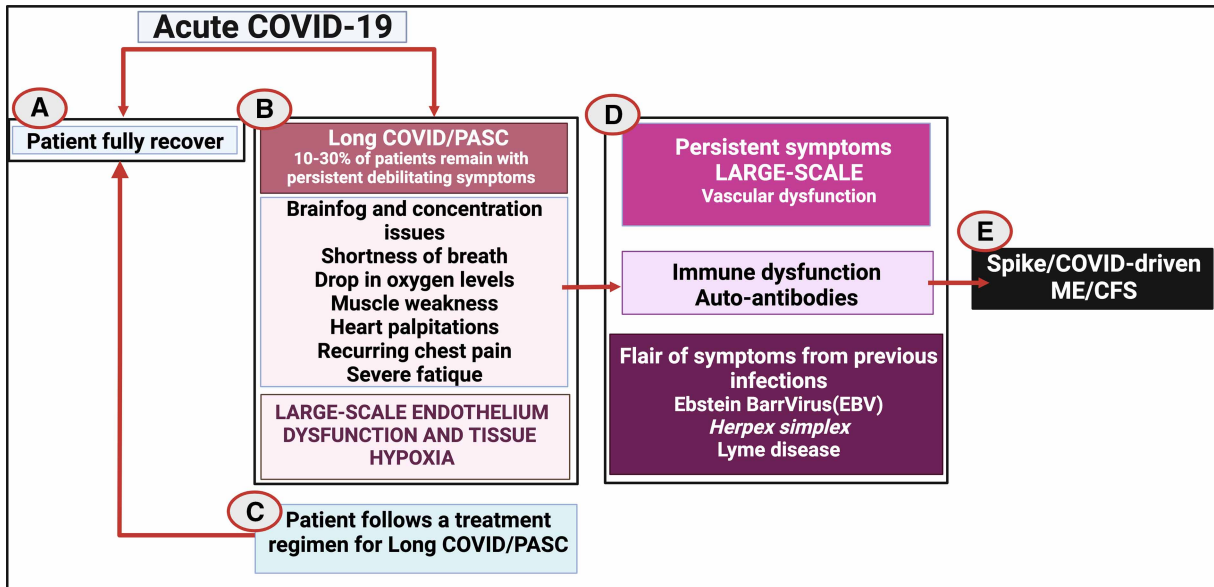 Acute COVID-19
A
Patient fully recover
B
Long COVID/PASC
10-30% of patients remain with
persistent debilitating symptoms
Brainfog and concentration
issues
Shortness of breath
Drop in oxygen levels
Muscle weakness
Heart palpitations
Recurring chest pain
Severe fatique
LARGE-SCALE ENDOTHELIUM
DYSFUNCTION AND TISSUE
HYPOXIA
C
Patient follows a treatment
regimen for Long COVID/PASC
D
Persistent symptoms
LARGE-SCALE
Vascular dysfunction
Immune dysfunction
Auto-antibodies
Flair of symptoms from previous
infections
Ebstein BarrVirus(EBV)
Herpex simplex
Lyme disease
E
Spike/COVID-driven
ME/CFS